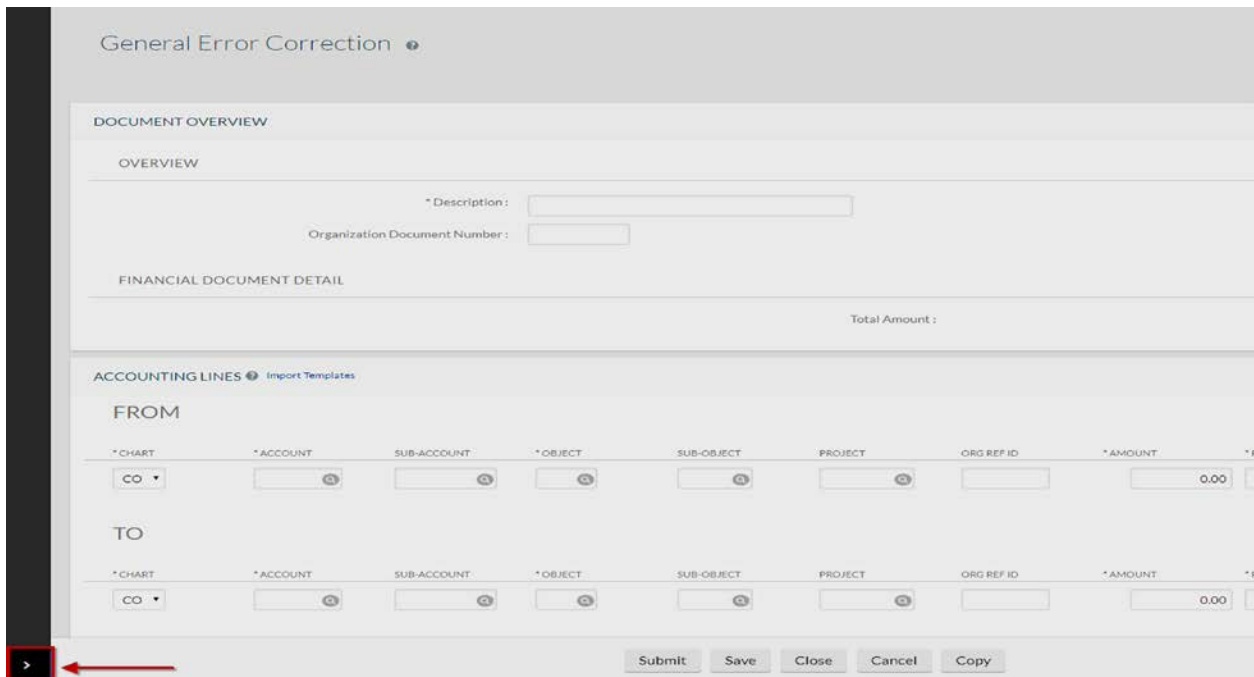 General Error Correction
DOCUMENT OVERVIEW
OVERVIEW
* Description :
Organization Document Number :
FINANCIAL DOCUMENT DETAIL
Total Amount :
ACCOUNTING LINES Import Templates
FROM
* CHART * ACCOUNT SUB-ACCOUNT * OBJECT SUB-OBJECT PROJECT ORG REF ID * AMOUNT
CO 0.00
TO
* CHART * ACCOUNT SUB-ACCOUNT * OBJECT SUB-OBJECT PROJECT ORG REF ID * AMOUNT
CO 0.00
Submit Save Close Cancel Copy